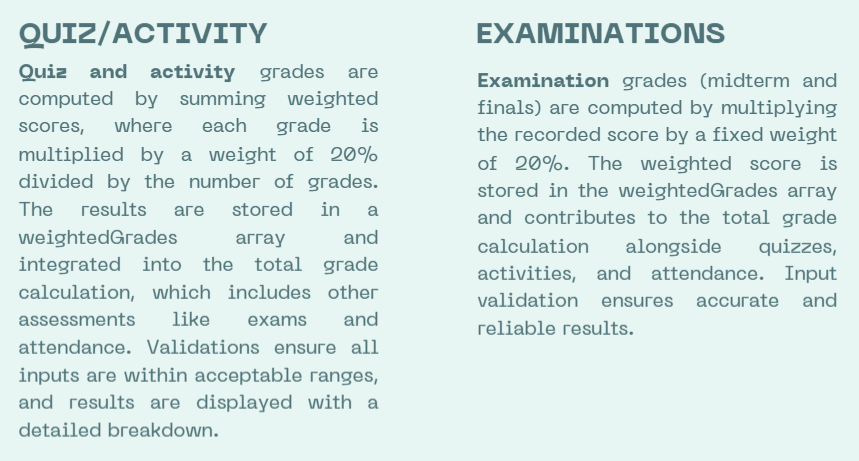 QUIZ/ACTIVITY
Quiz and activity grades are
computed by summing weighted
scores, where each grade is
multiplied by a weight of 20%
divided by the number of grades.
The results are stored in a
weightedGrades array and
integrated into the total grade
calculation, which includes other
assessments like exams and
attendance. Validations ensure all
inputs are within acceptable ranges,
and results are displayed with a
detailed breakdown.
EXAMINATIONS
Examination grades (midterm and
finals) are computed by multiplying
the recorded score by a fixed weight
of 20%. The weighted score is
stored in the weightedGrades array
and contributes to the total grade
calculation alongside quizzes,
activities, and attendance. Input
validation ensures accurate and
reliable results.